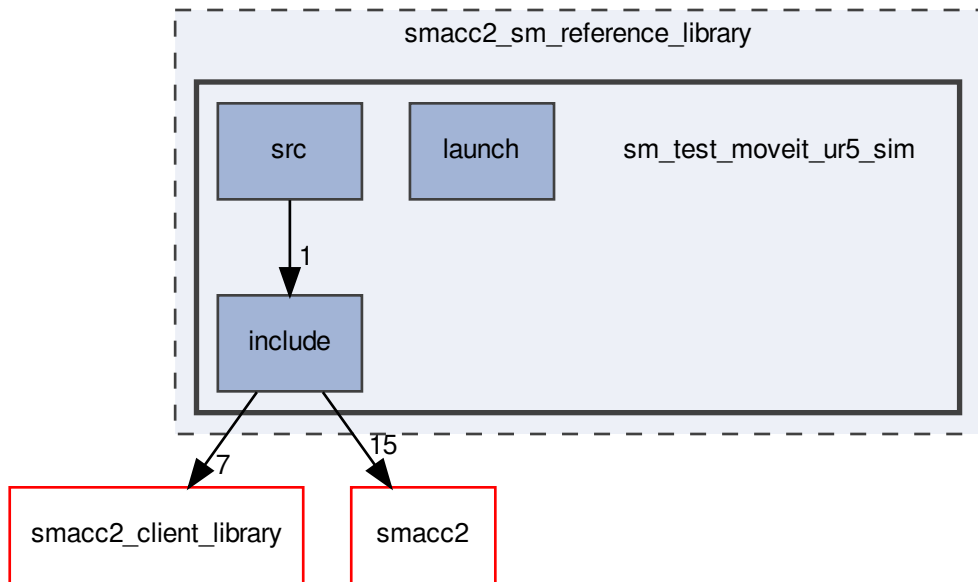 smacc2_sm_reference_library
src
launch
sm_test_moveit_ur5_sim
1
include
7
15
smacc2_client_library
smacc2